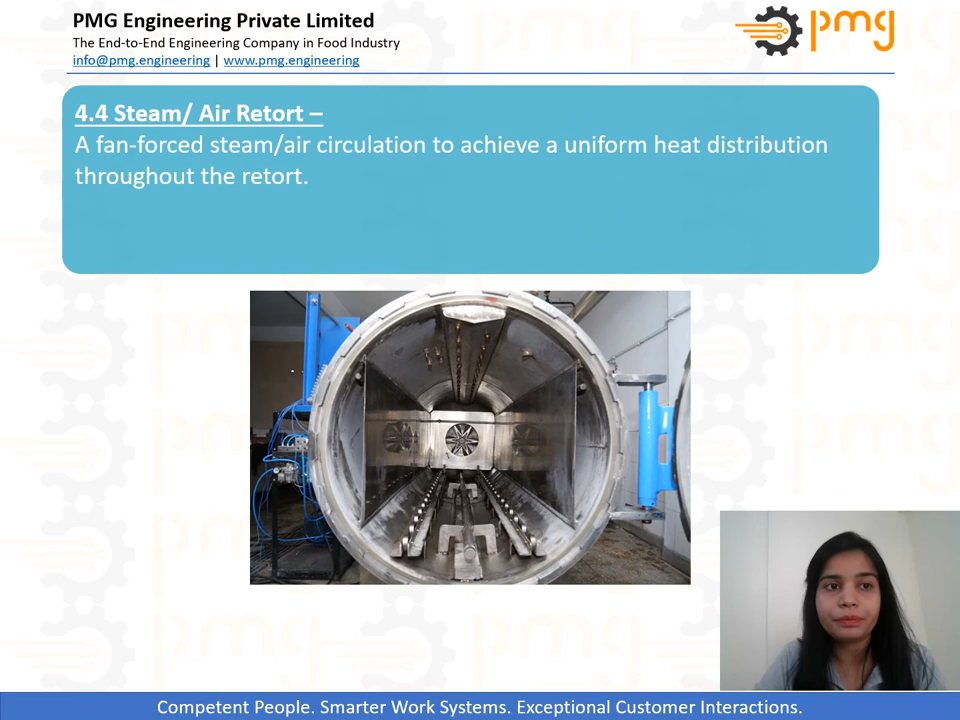 PMG Engineering Private Limited
The End-to-End Engineering Company in Food Industry
info@pmg.engineering | www.pmg.engineering
pmg
4.4 Steam/ Air Retort –
A fan-forced steam/air circulation to achieve a uniform heat distribution
throughout the retort.
Competent People. Smarter Work Systems. Exceptional Customer Interactions.